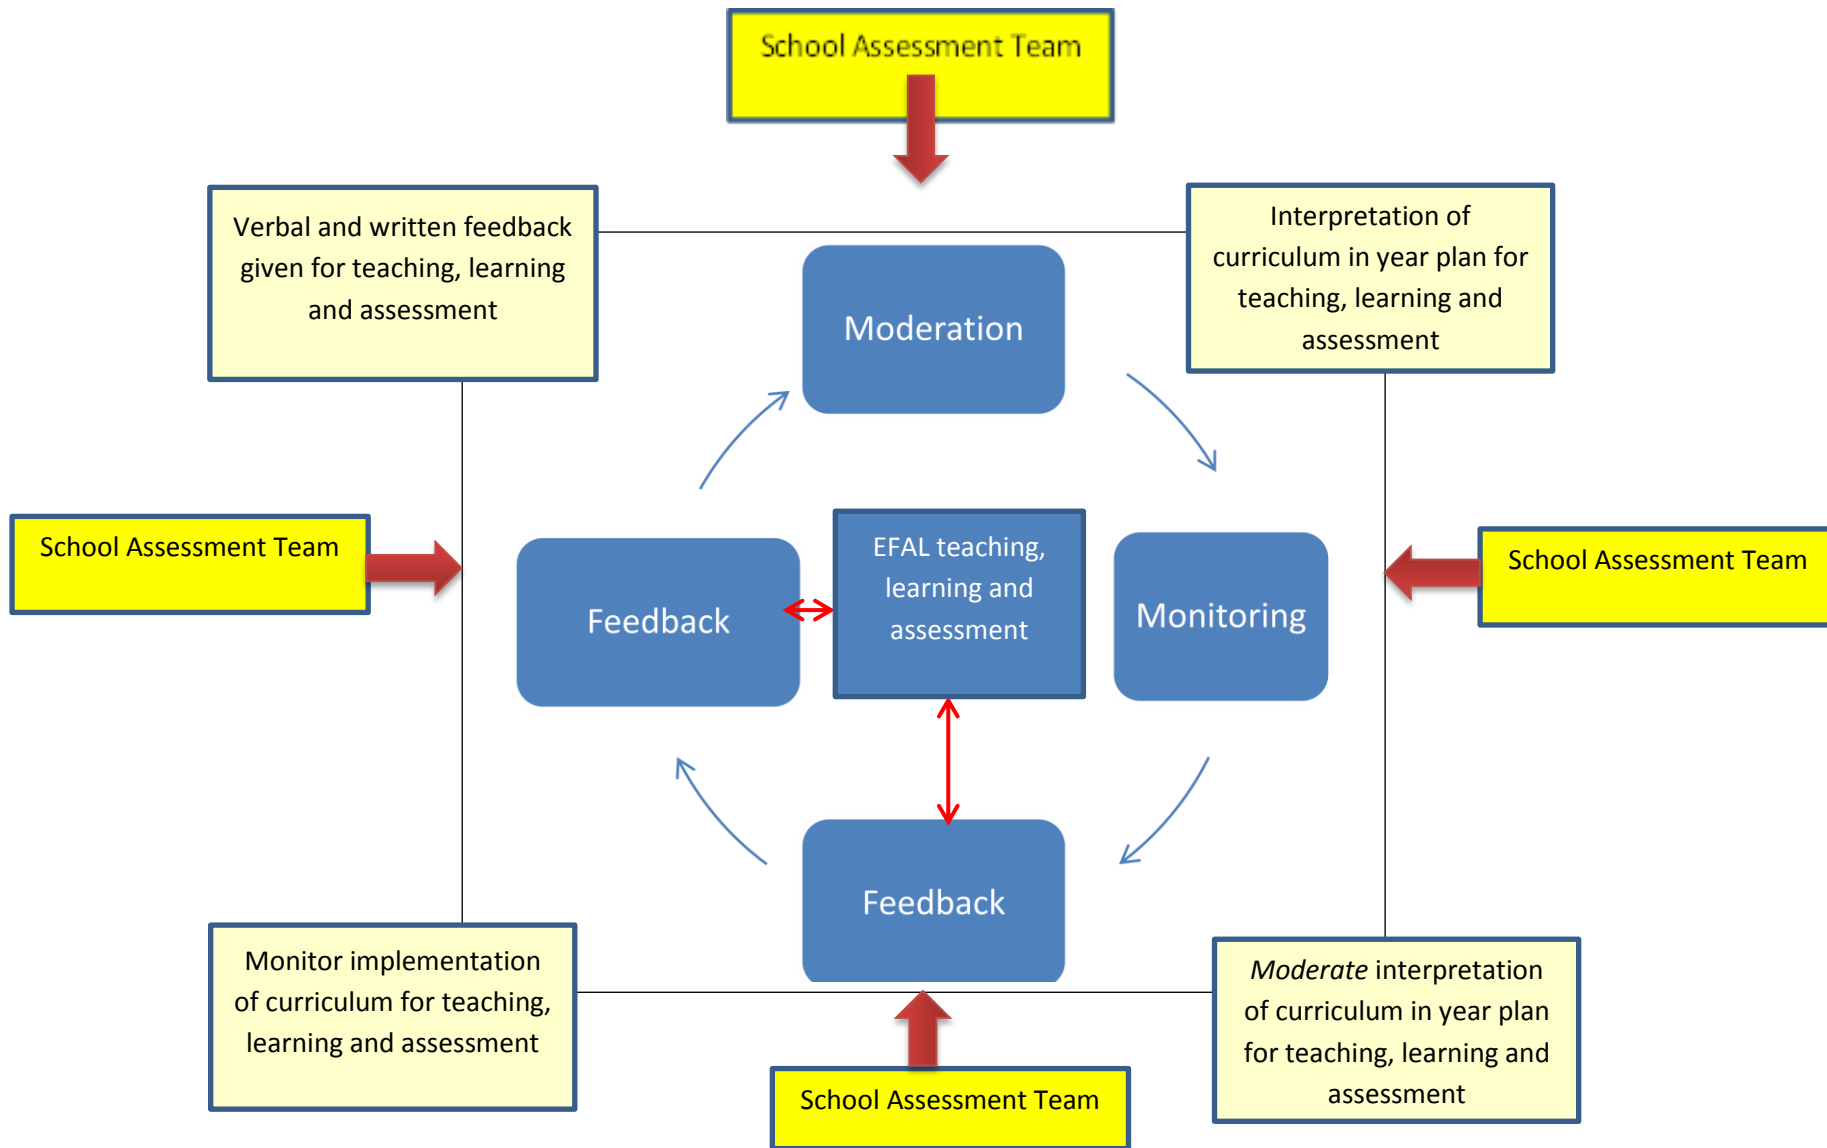 School Assessment Team
Verbal and written feedback
given for teaching, learning
and assessment
Interpretation of
curriculum in year plan for
teaching, learning and
assessment
Moderation
School Assessment Team
Feedback
EFAL teaching,
learning and
assessment
Monitoring
School Assessment Team
Feedback
Monitor implementation
of curriculum for teaching,
learning and assessment
Moderate interpretation
of curriculum in year plan
for teaching, learning and
assessment
School Assessment Team